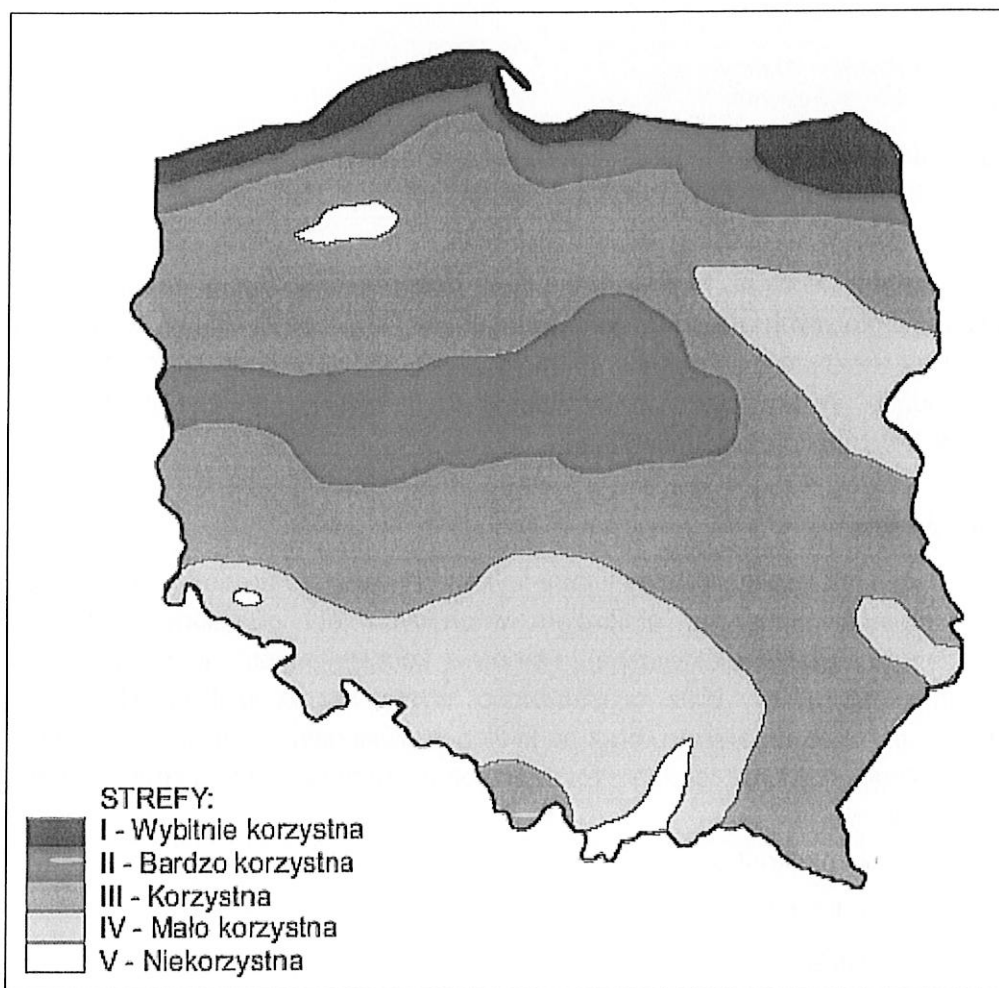 STREFY:
I - Wybitnie korzystna
II - Bardzo korzystna
III - Korzystna
IV - Mało korzystna
V - Niekorzystna